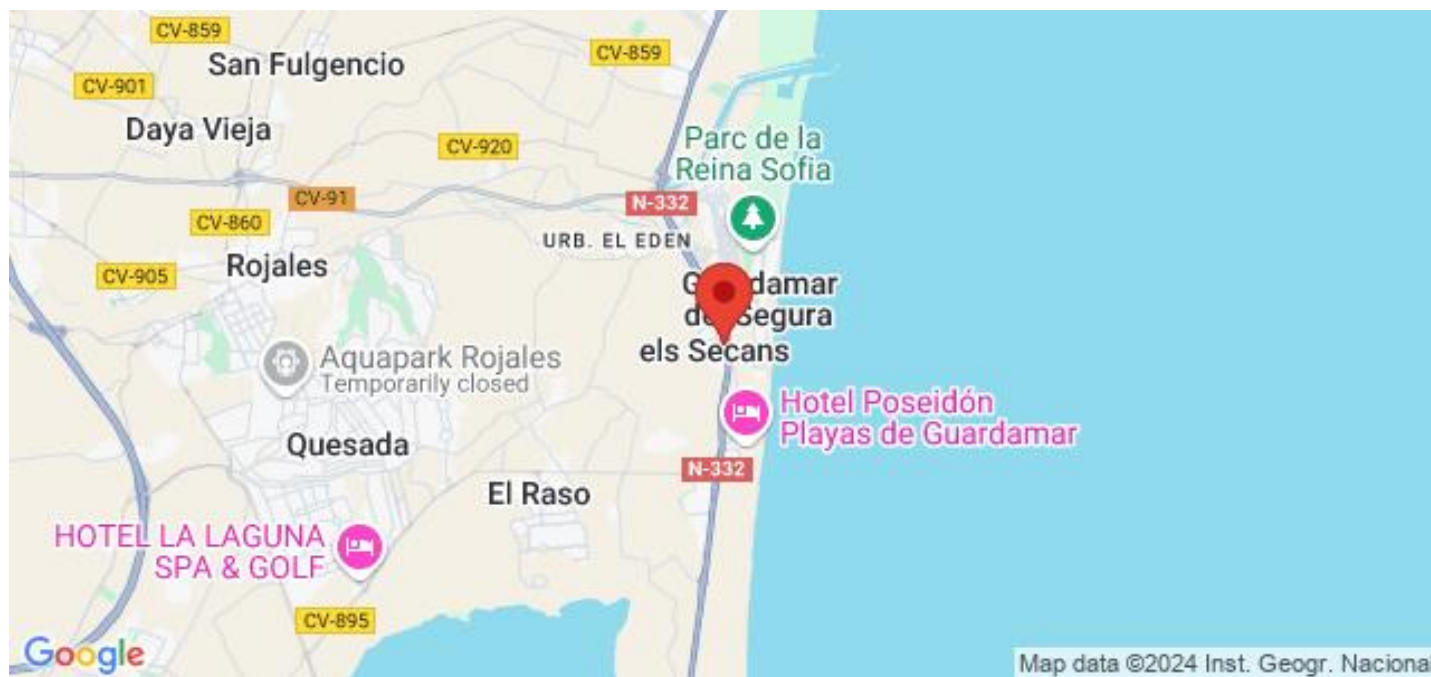 CV-859
San Fulgencio
CV-859
CV-901
Daya Vieja
CV-920
Parc de la
Reina Sofia
CV-91
N-332
CV-860
URB. EL EDEN
Rojales
CV-905
G damar
de Segura
els Secans
Aquapark Rojales
Temporarily closed
Hotel Poseidón
Playas de Guardamar
Quesada
N-332
El Raso
HOTEL LA LAGUNA
SPA & GOLF
CV-895
Google
Map data ©2024 Inst. Geogr. Nacional